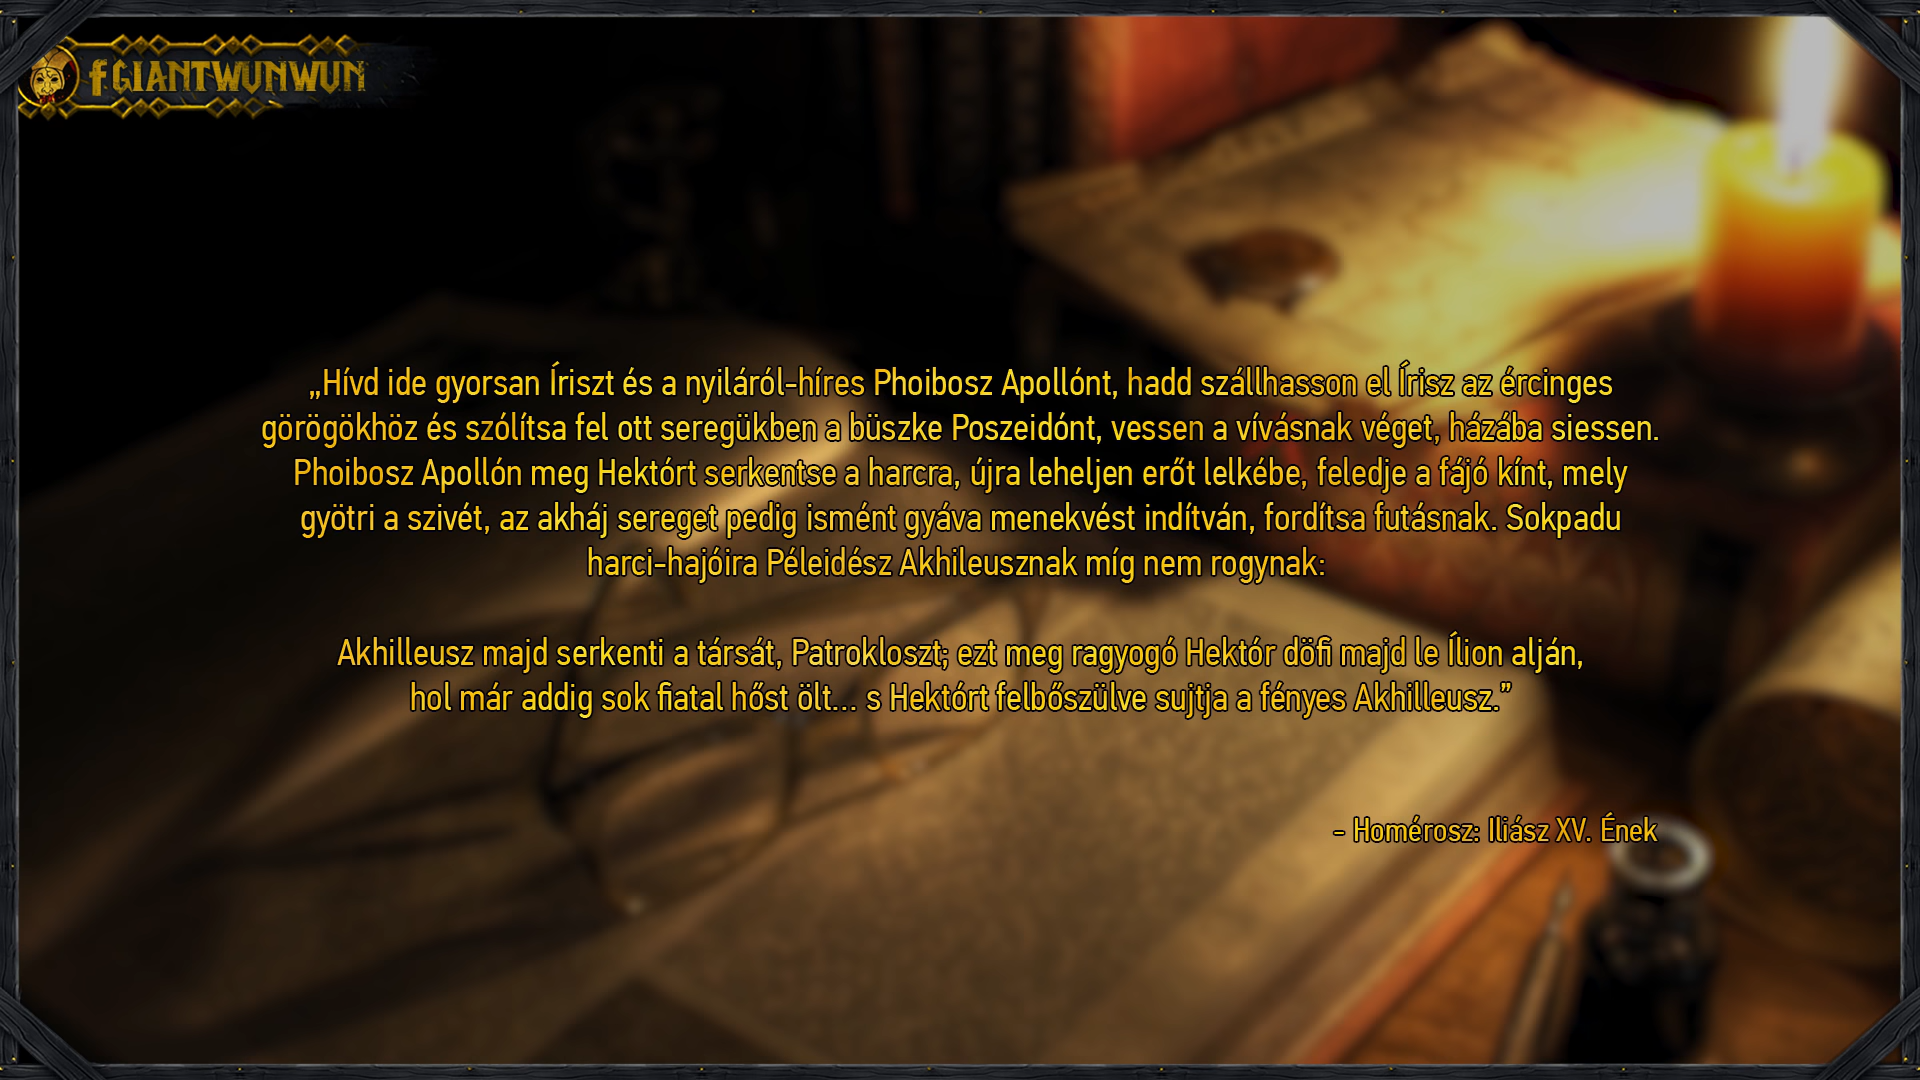 fGIANTWUNWUN
„Hívd ide gyorsan Íriszt és a nyiláról-híres Phoibosz Apollónt, hadd szállhasson el Írisz az ércinges
görögökhöz és szólítsa fel ott seregükben a büszke Poszeidónt, vessen a vívásnak véget, házába siessen.
Phoibosz Apollón meg Hektórt serkentse a harcra, újra leheljen erőt lelkébe, feledje a fájó kínt, mely
gyötri a szivét, az akháj sereget pedig ismént gyáva menekvést indítván, fordítsa futásnak. Sokpadu
harci-hajóira Péleidész Akhileusznak míg nem rogynak:
Akhilleusz majd serkenti a társát, Patrokloszt; ezt meg ragyogó Hektór döfi majd le Ílion alján,
hol már addig sok fiatal hőst ölt... s Hektórt felbőszülve sujtja a fényes Akhilleusz.”
- Homérosz: Iliász XV. Ének